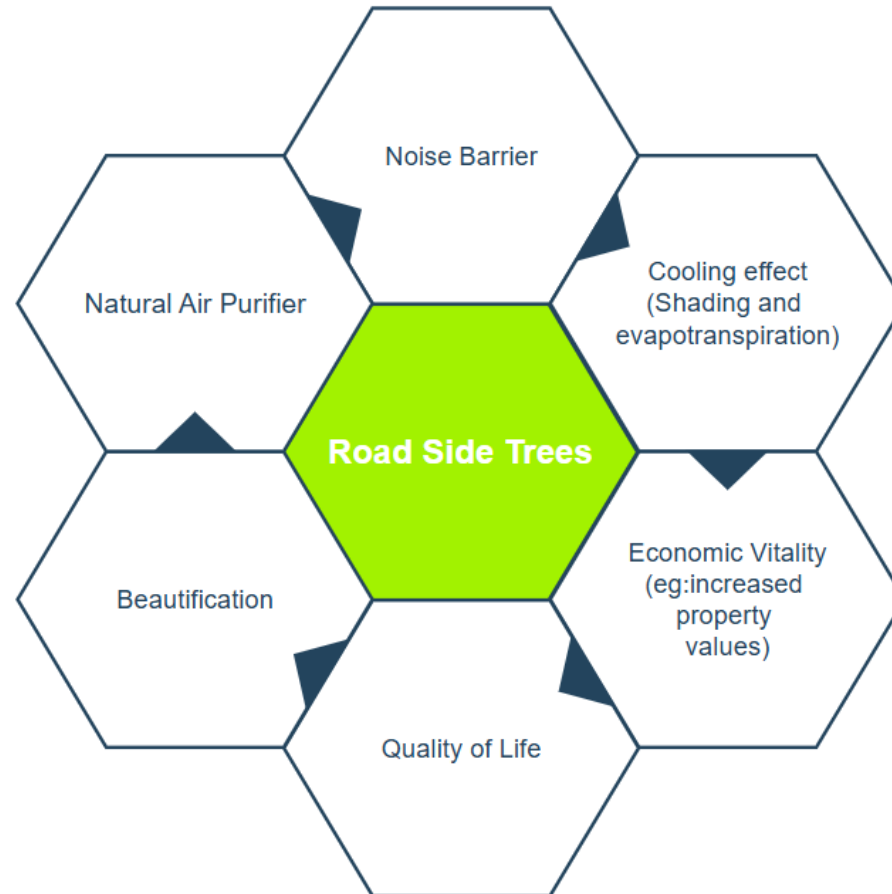 Noise Barrier
Cooling effect
(Shading and
evapotranspiration)
Natural Air Purifier
Road Side Trees
Economic Vitality
(eg:increased
property
values)
Beautification
Quality of Life